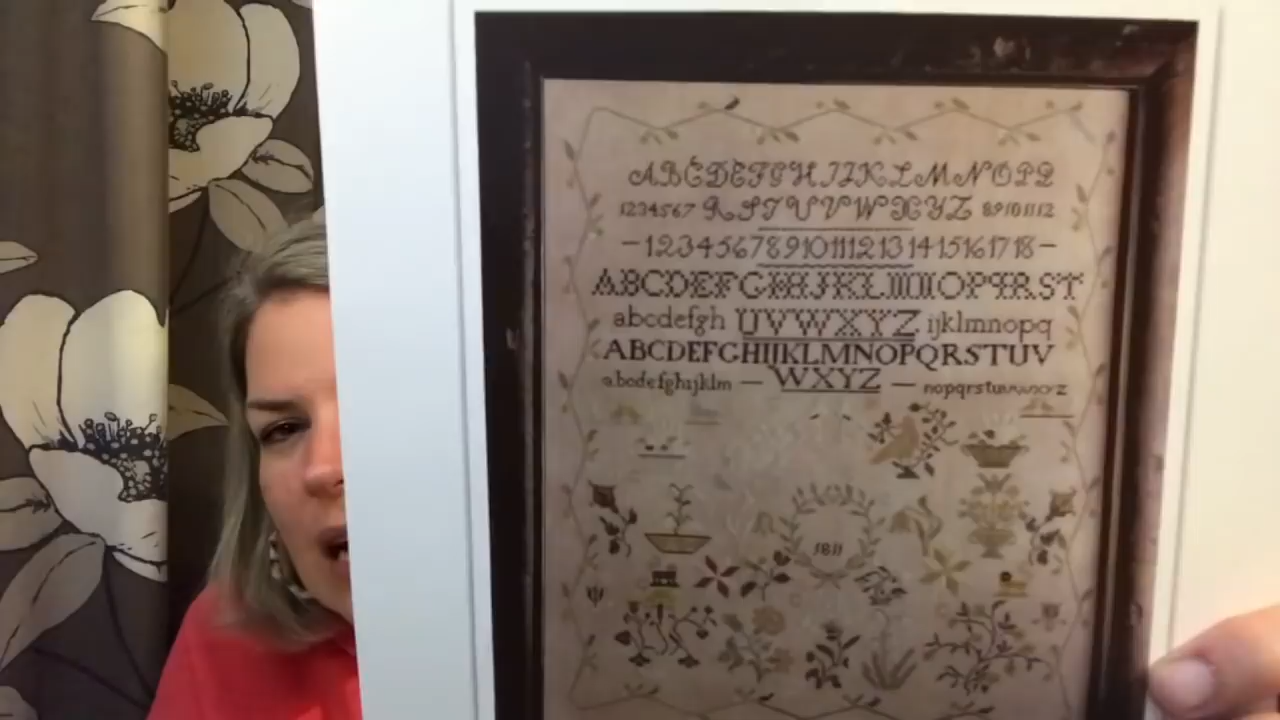 ABCDEFGHIJKLMNOPQ
1234567 RSTUVWXYZ 89101112
-123456789101112131415161718-
ABCDEFGHIJKLMNOPQRST
abcdefgh UVWXYZ ijklmnopq
ABCDEFGHIJKLMNOPQRSTUV
abcdefghijklm — WXYZ — nopqrstuvwxyz
1811